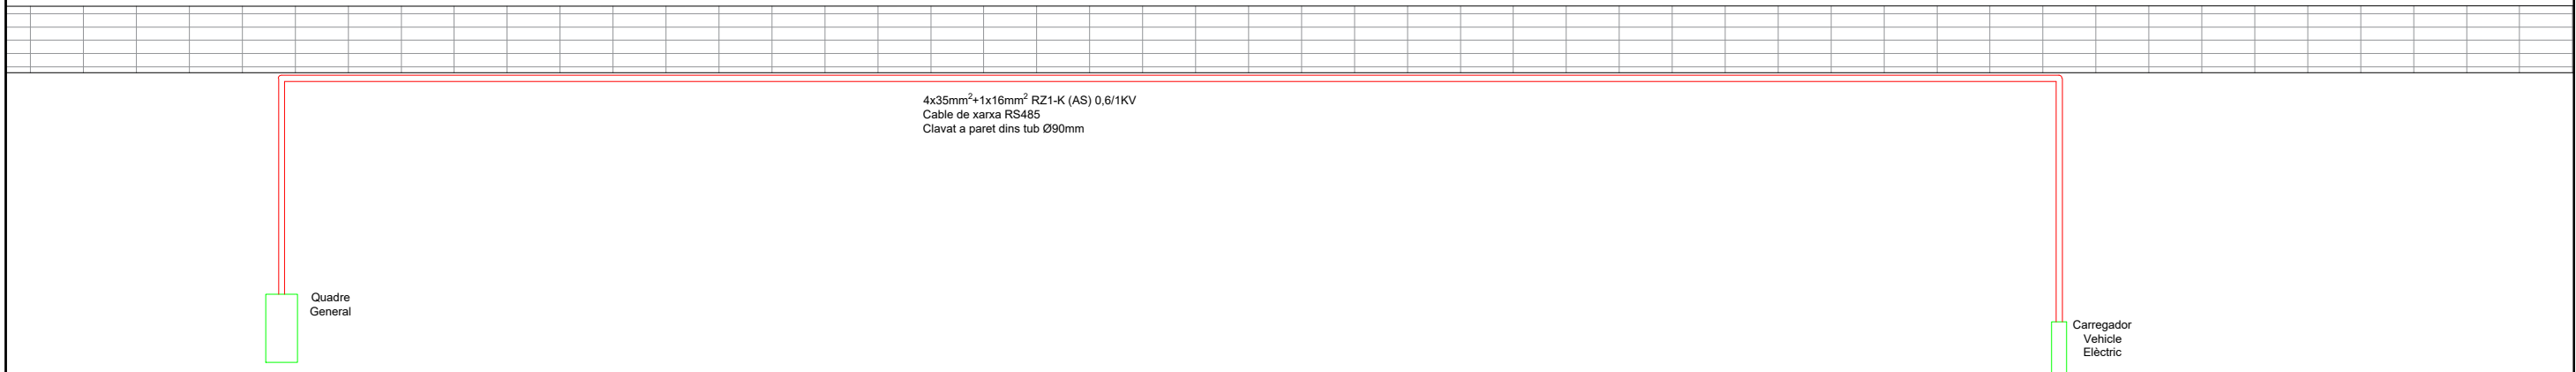 4x35mm²+1x16mm² RZ1-K (AS) 0,6/1KV
Cable de xarxa RS485
Clavat a paret dins tub Ø90mm
Quadre
General
Carregador
Vehicle
Elèctric